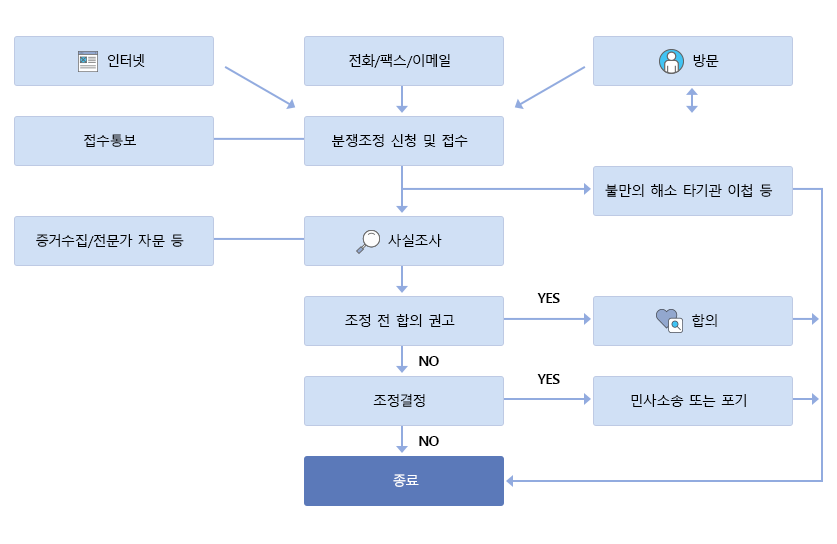 인터넷
전화/팩스/이메일
방문
접수통보
분쟁조정 신청 및 접수
불만의 해소 타기관 이첩 등
증거수집/전문가 자문 등
사실조사
조정 전 합의 권고
YES
합의
NO
조정결정
YES
민사소송 또는 포기
NO
종료